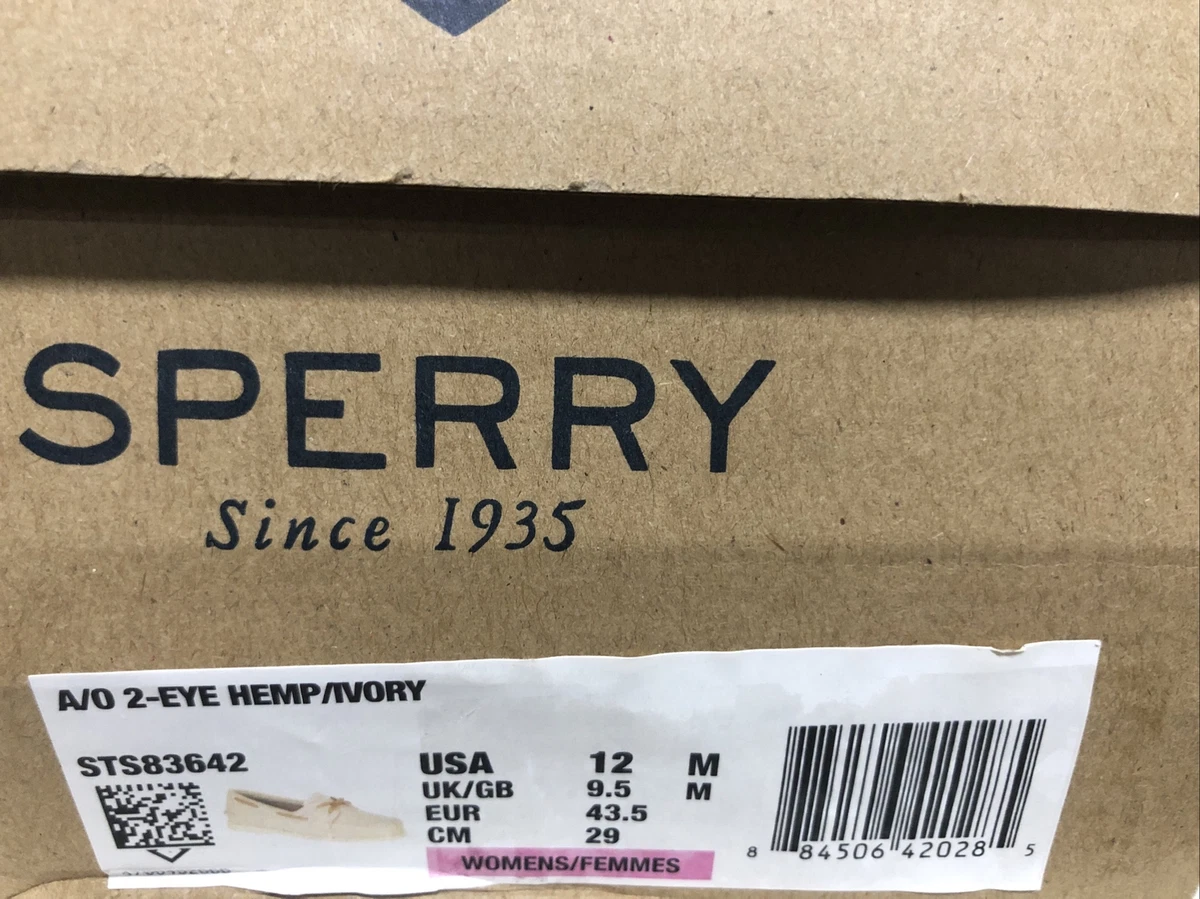 SPERRY
Since 1935
A/O 2-EYE HEMP/IVORY
STS83642
USA 12 M
UK/GB 9.5 M
EUR 43.5
CM 29
WOMENS/FEMMES
8 84506 42028 5